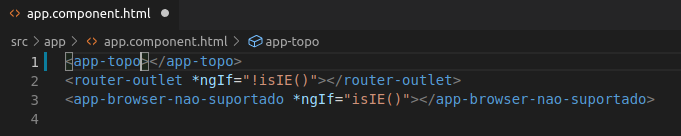 app.component.html
src > app > app.component.html > app-topo
1 <app-topo></app-topo>
2 <router-outlet *ngIf="!isIE()"></router-outlet>
3 <app-browser-nao-suportado *ngIf="isIE()"></app-browser-nao-suportado>
4